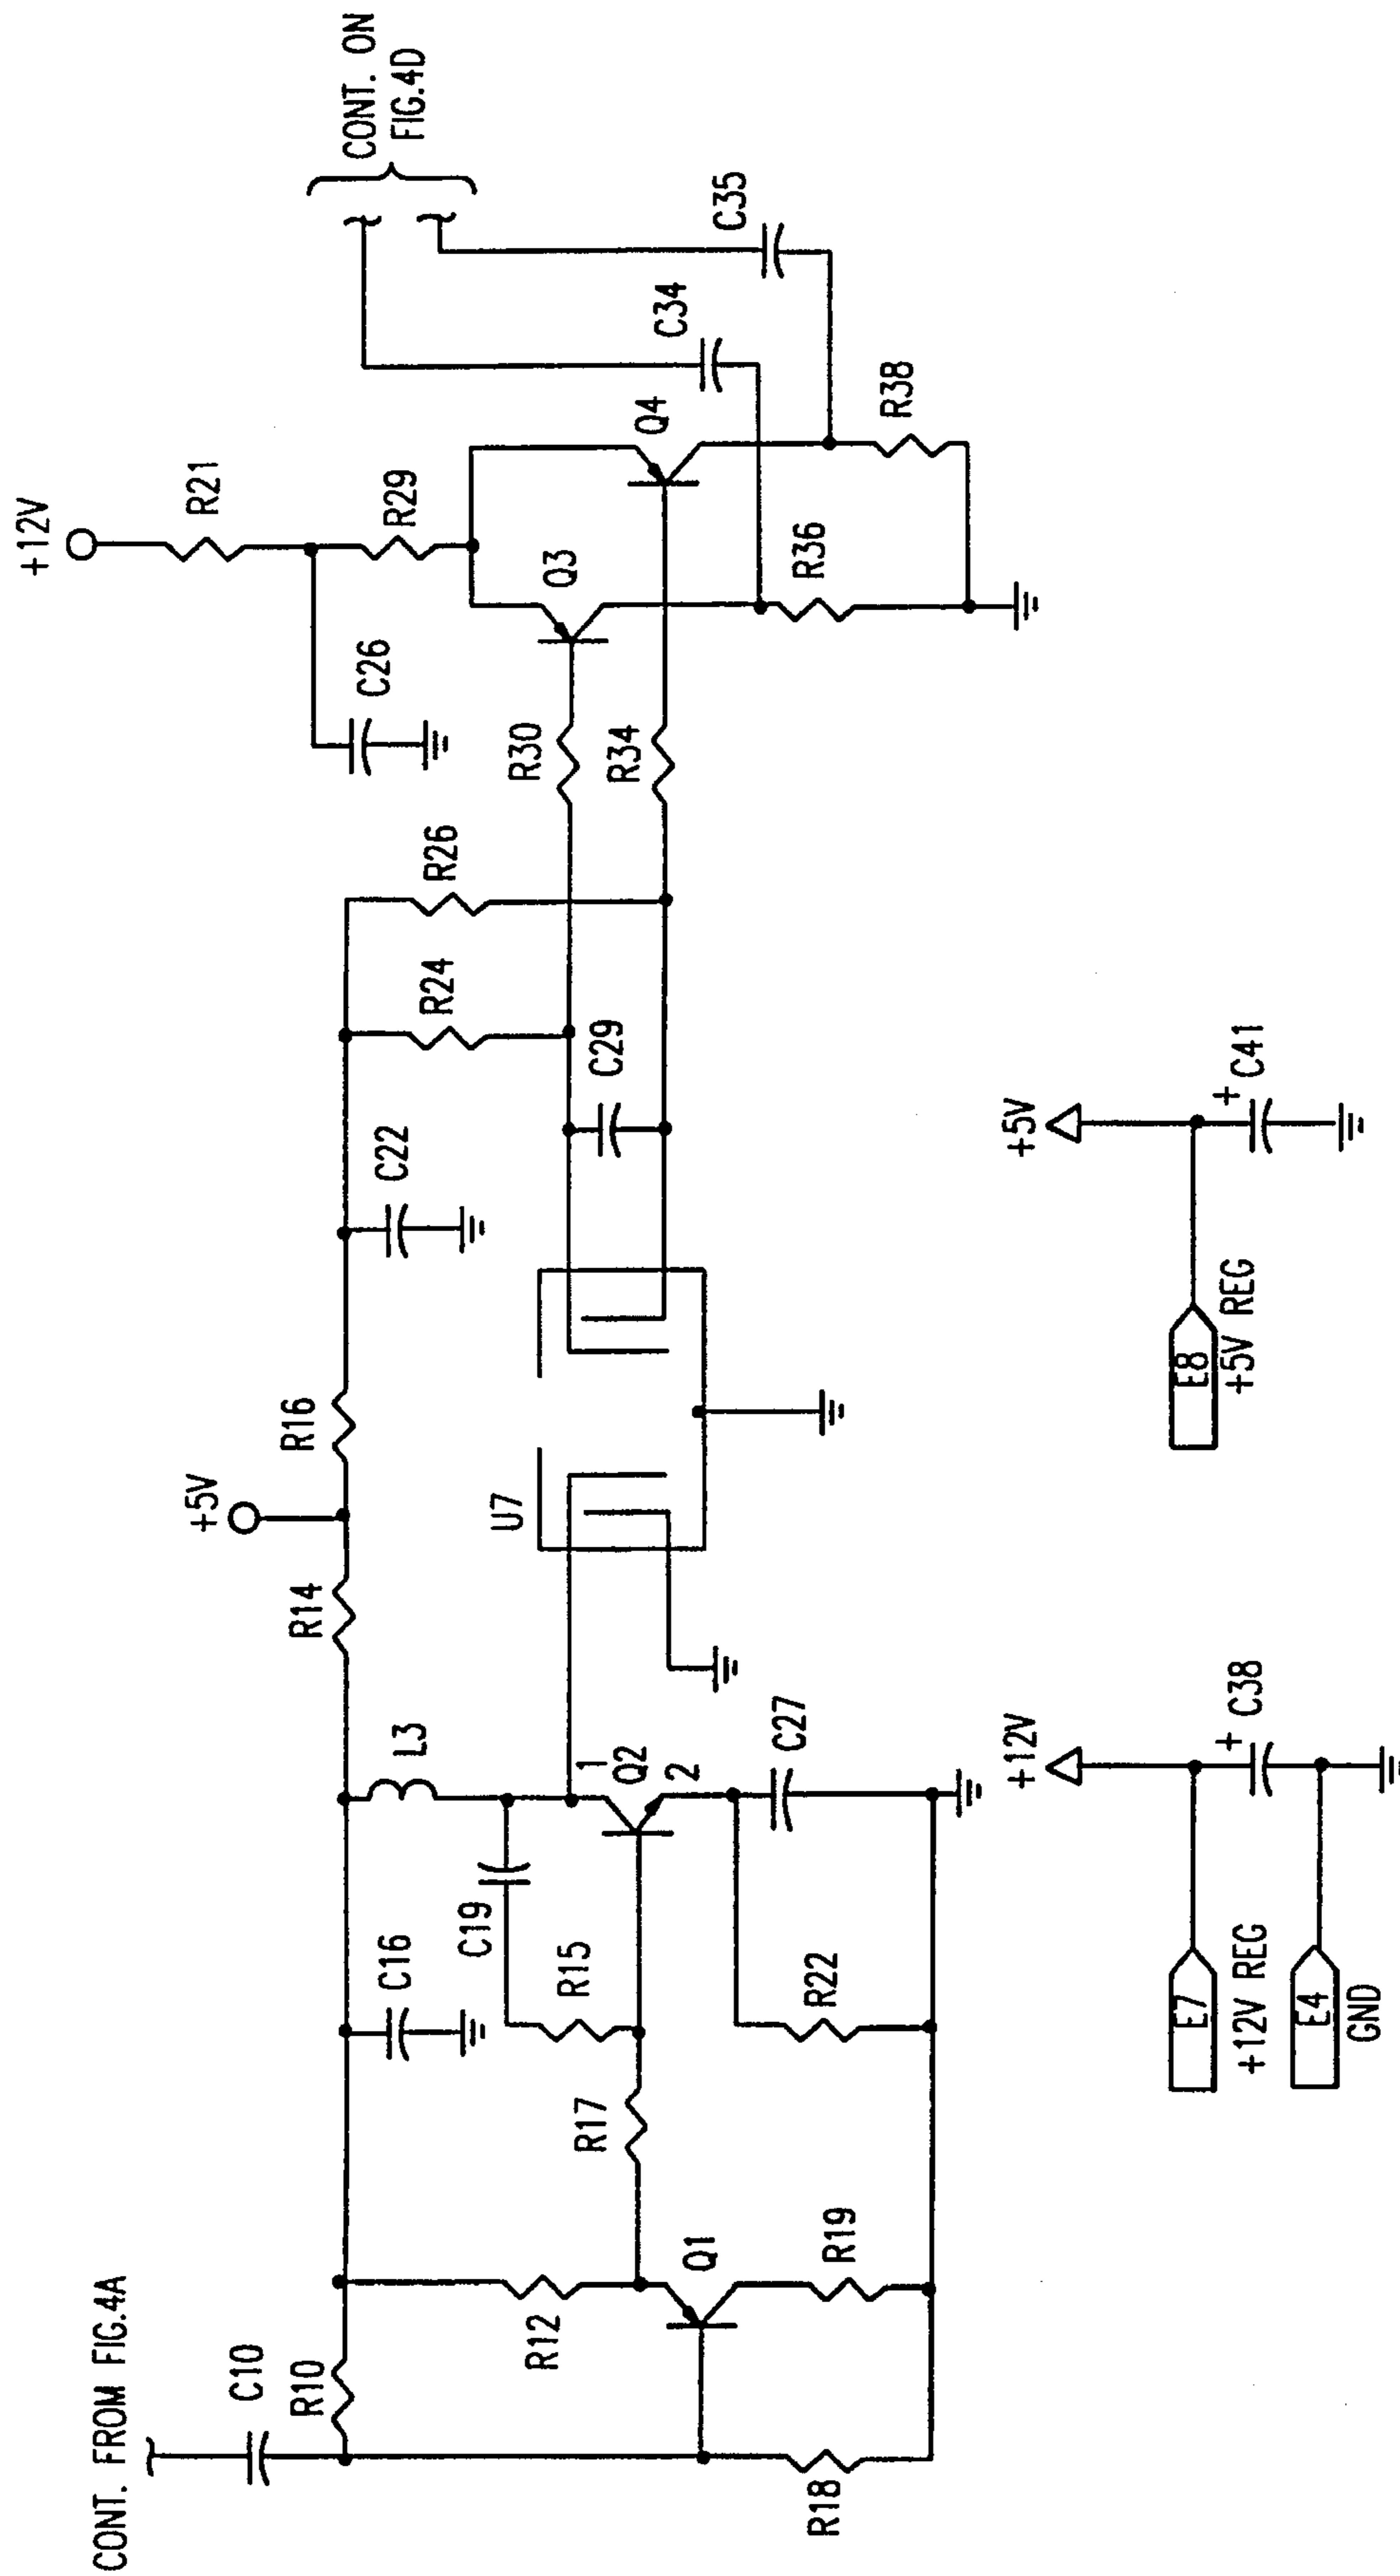 CONT. FROM FIG.4A
C10
R10
R12
Q1
R18
R19
R17
C16
C19
R15
R22
L3
1
Q2
2
C27
R14
+5V
R16
U7
C22
C29
R24
R26
R30
R34
C26
+12V
R21
R29
Q3
Q4
R36
R38
C34
C35
CONT. ON
FIG.4D
E7
+12V REG
E4
GND
+12V
+
C38
E8
+5V REG
+5V
+
C41